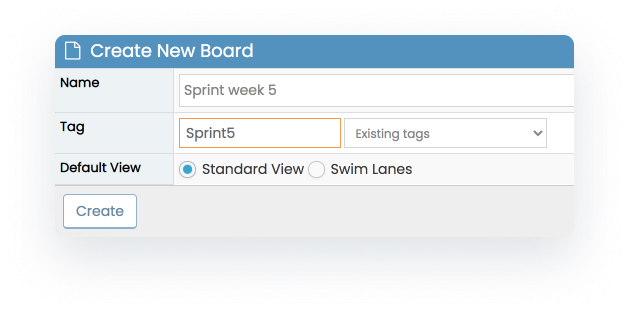 Create New Board
Name
Sprint week 5
Tag
Sprint5
Existing tags
Default View
Standard View
Swim Lanes
Create